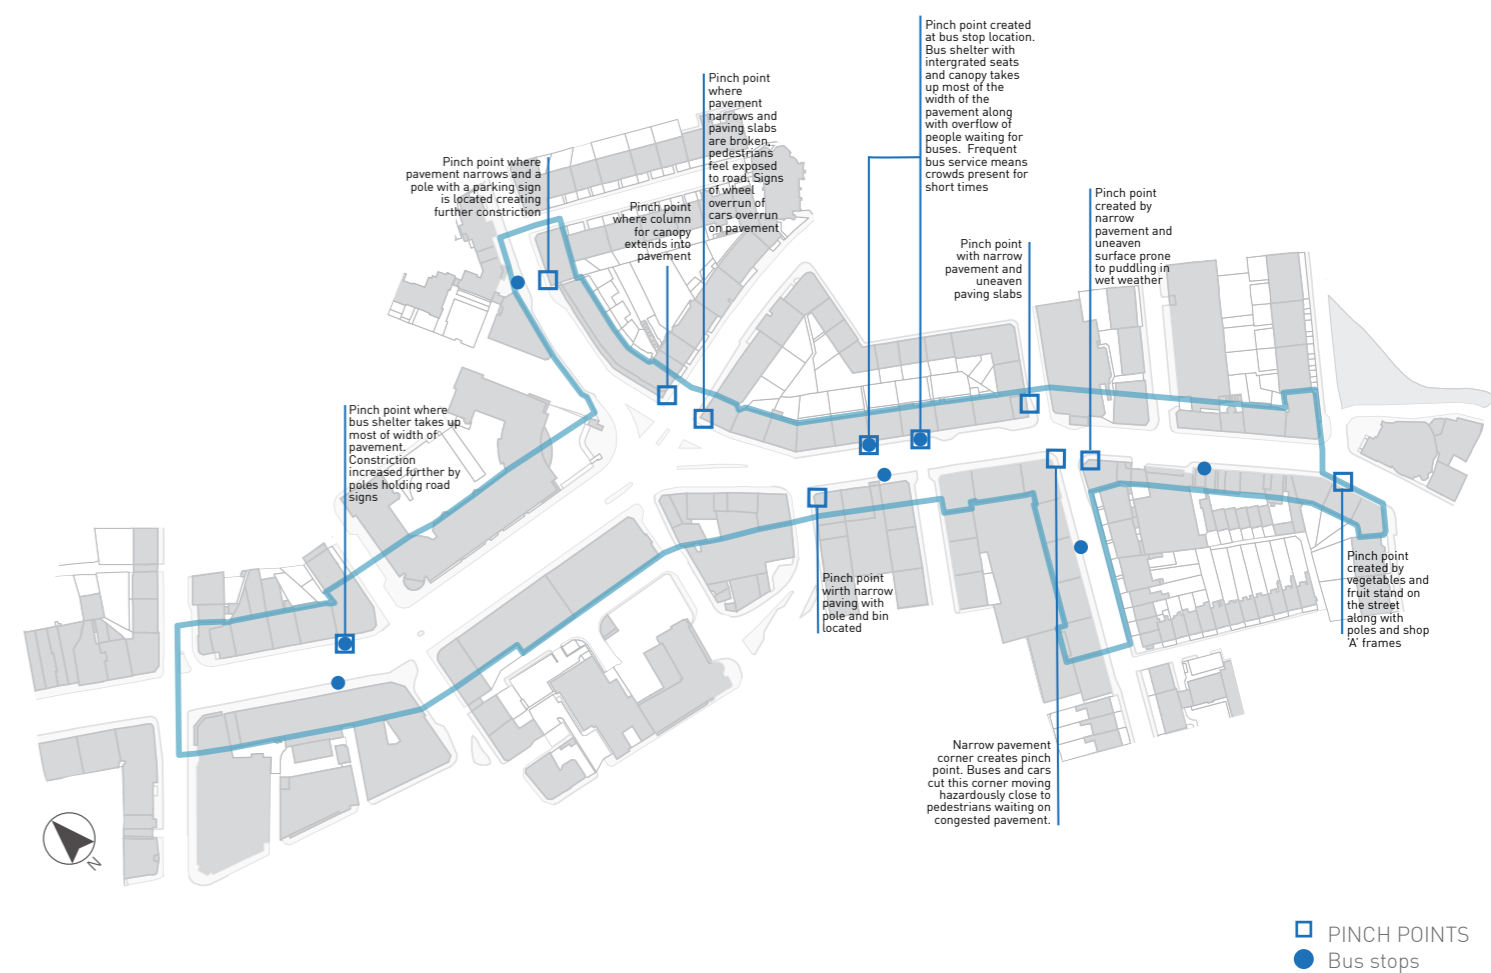 Pinch point created
at bus stop location.
Bus shelter with
intergrated seats
and canopy takes
up most of the
width of the
pavement along
with overflow of
people waiting for
buses. Frequent
bus service means
crowds present for
short times
Pinch point
where
pavement
narrows and
paving slabs
are broken,
pedestrians
feel exposed
to road. Signs
of wheel
overrun of
cars overrun
on pavement
Pinch point where
pavement narrows and a
pole with a parking sign
is located creating
further constriction
Pinch point
where column
for canopy
extends into
pavement
Pinch point
created by
narrow
pavement and
uneaven
surface prone
to puddling in
wet weather
Pinch point
with narrow
pavement and
uneaven
paving slabs
Pinch point where
bus shelter takes up
most of width of
pavement.
Constriction
increased further by
poles holding road
signs
Pinch point
created by
vegetables and
fruit stand on
the street
along with
poles and shop
'A' frames
Pinch point
wirth narrow
paving with
pole and bin
located
Narrow pavement
corner creates pinch
point. Buses and cars
cut this corner moving
hazardously close to
pedestrians waiting on
congested pavement.
N
PINCH POINTS
Bus stops